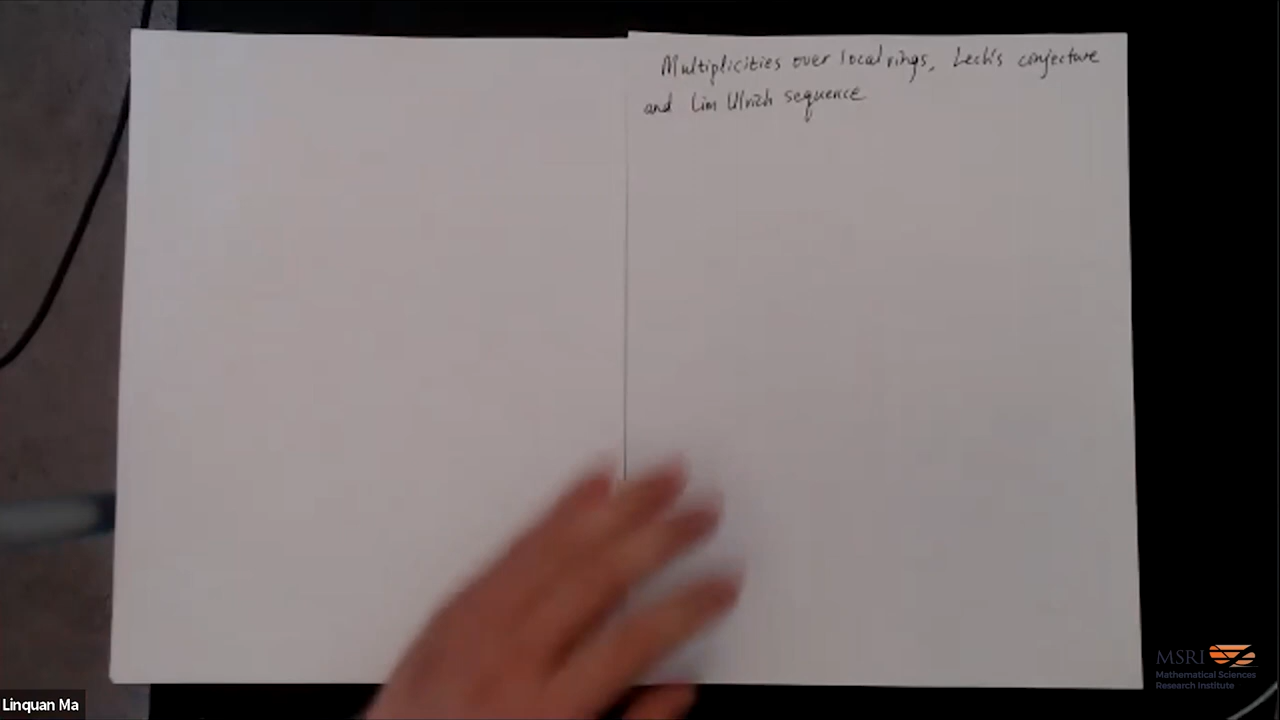 Multiplicities over local rings, Lech's conjecture
and Lim Ulrich sequence
MSRI
Mathematical Sciences
Research Institute
Linquan Ma